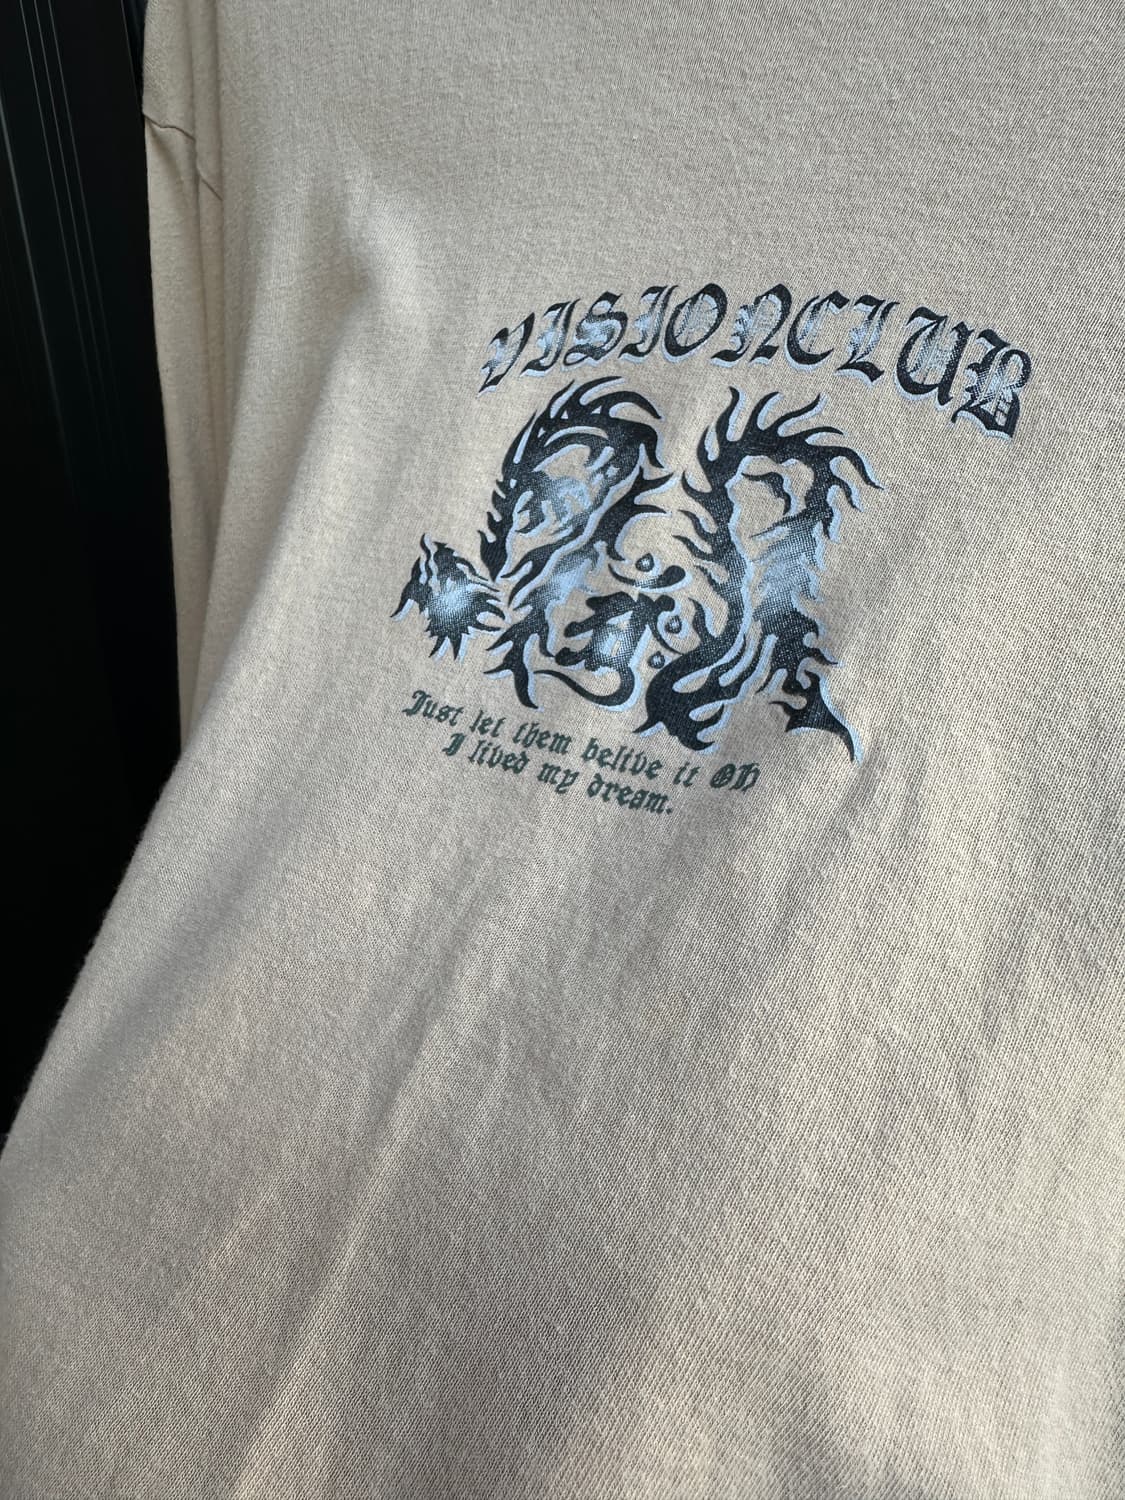 VISIONCLUB
Just let them belive it Oh
I lived my dream.